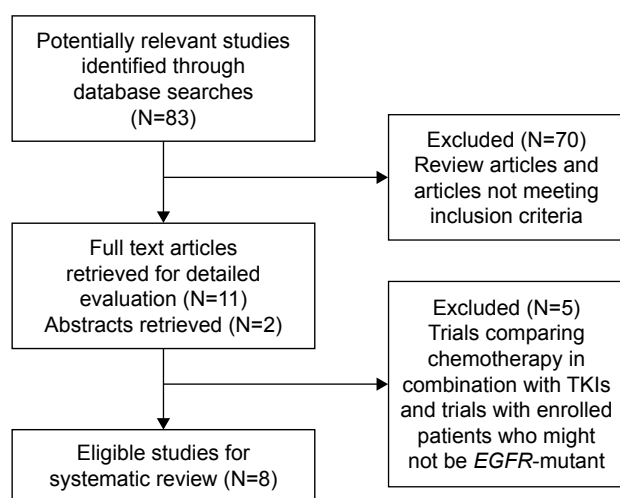 Potentially relevant studies
identified through
database searches
(N=83)
Excluded (N=70)
Review articles and
articles not meeting
inclusion criteria
Full text articles
retrieved for detailed
evaluation (N=11)
Abstracts retrieved (N=2)
Excluded (N=5)
Trials comparing
chemotherapy in
combination with TKIs
and trials with enrolled
patients who might
not be EGFR-mutant
Eligible studies for
systematic review (N=8)